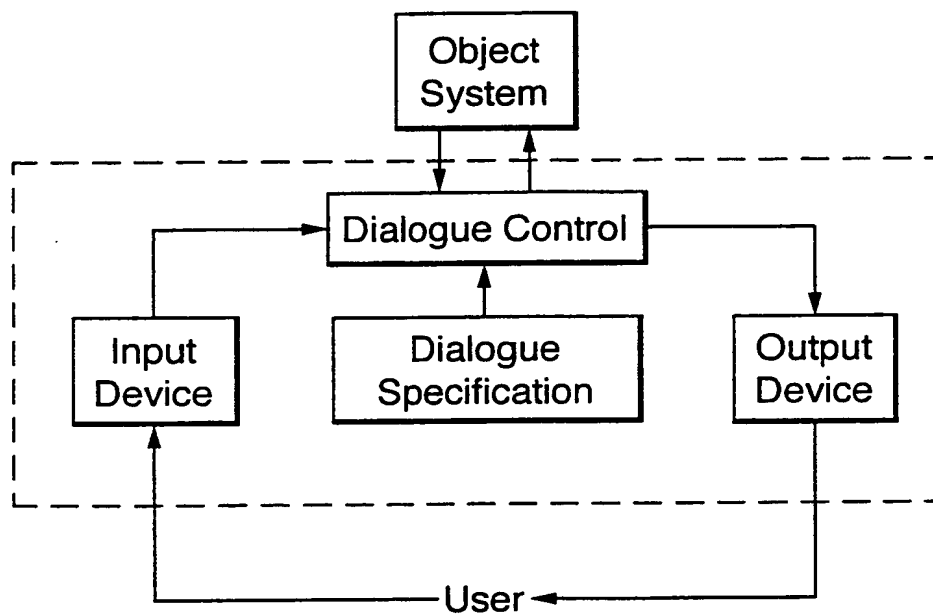 Object
System
Dialogue Control
Input
Device
Dialogue
Specification
Output
Device
User